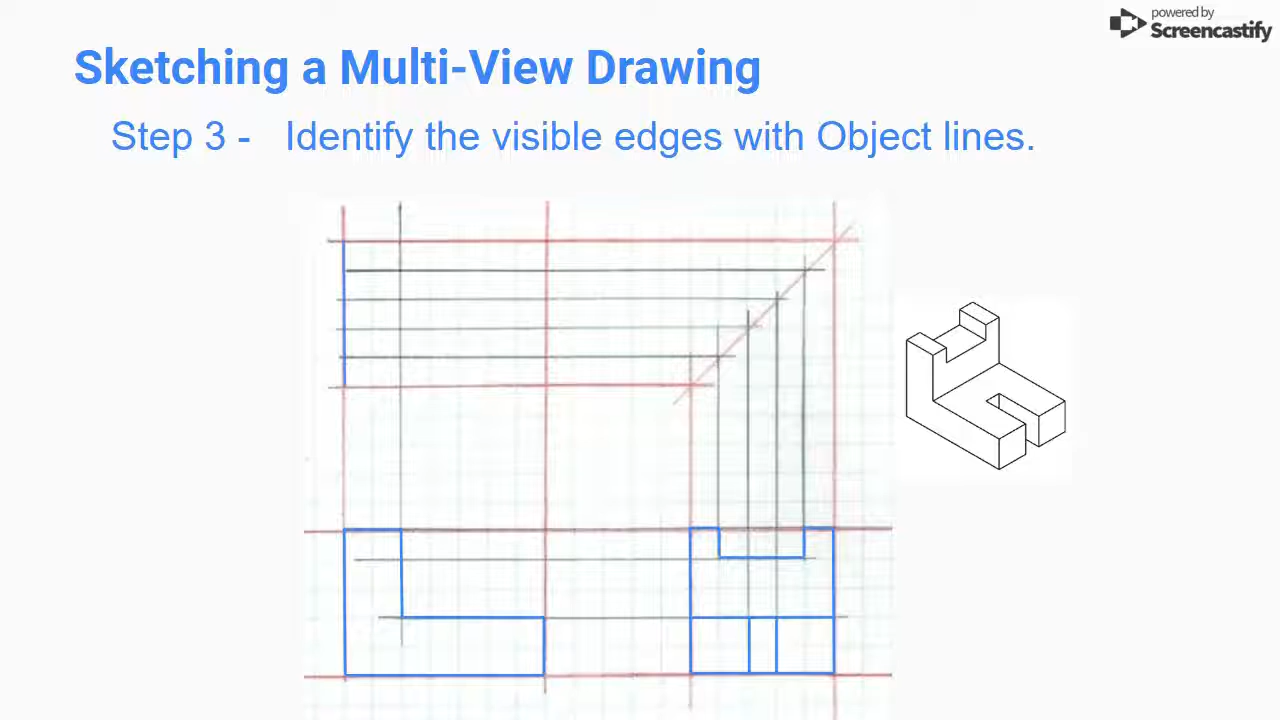 powered by
Screencastify
Sketching a Multi-View Drawing
Step 3 - Identify the visible edges with Object lines.